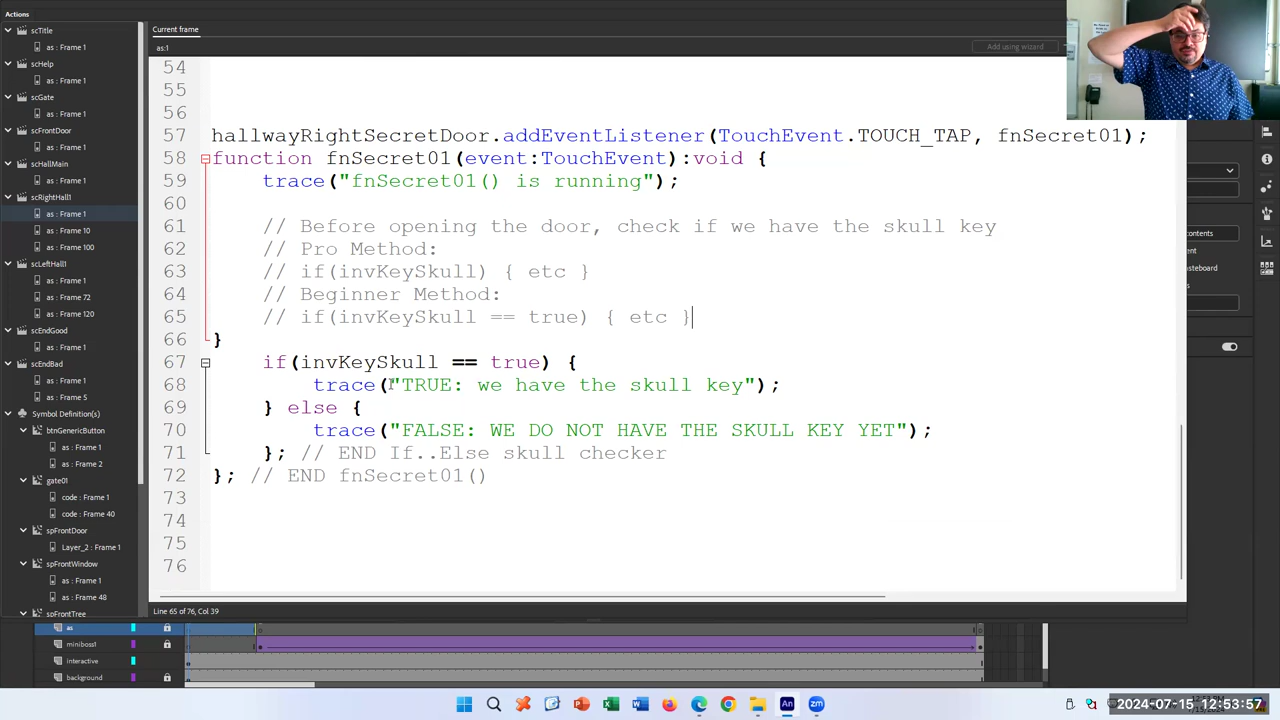 Actions
Current frame
as:1
Add using wizard
scTitle
as : Frame 1
scHelp
as : Frame 1
scGate
as : Frame 1
scFrontDoor
as : Frame 1
scHallMain
as : Frame 1
scRightHall1
as : Frame 1
as : Frame 10
as : Frame 100
scLeftHall1
as : Frame 1
as : Frame 72
as : Frame 120
scEndGood
as : Frame 1
scEndBad
as : Frame 1
as : Frame 5
Symbol Definition(s)
btnGenericButton
as : Frame 1
as : Frame 2
gate01
code : Frame 1
code : Frame 40
spFrontDoor
Layer_2 : Frame 1
spFrontWindow
as : Frame 1
as : Frame 48
spFrontTree
54
55
56
57 hallwayRightSecretDoor.addEventListener(TouchEvent.TOUCH_TAP, fnSecret01);
58 function fnSecret01(event:TouchEvent):void {
59 trace("fnSecret01() is running");
60
61 // Before opening the door, check if we have the skull key
62 // Pro Method:
63 // if(invKeySkull) { etc }
64 // Beginner Method:
65 // if(invKeySkull == true) { etc }
66 }
67 if(invKeySkull == true) {
68 trace("TRUE: we have the skull key");
69 } else {
70 trace("FALSE: WE DO NOT HAVE THE SKULL KEY YET");
71 }; // END If..Else skull checker
72 }; // END fnSecret01()
73
74
75
76
Line 65 of 76, Col 39
contents
steboard
as
miniboss1
interactive
background
2024-07-15 12:53:57